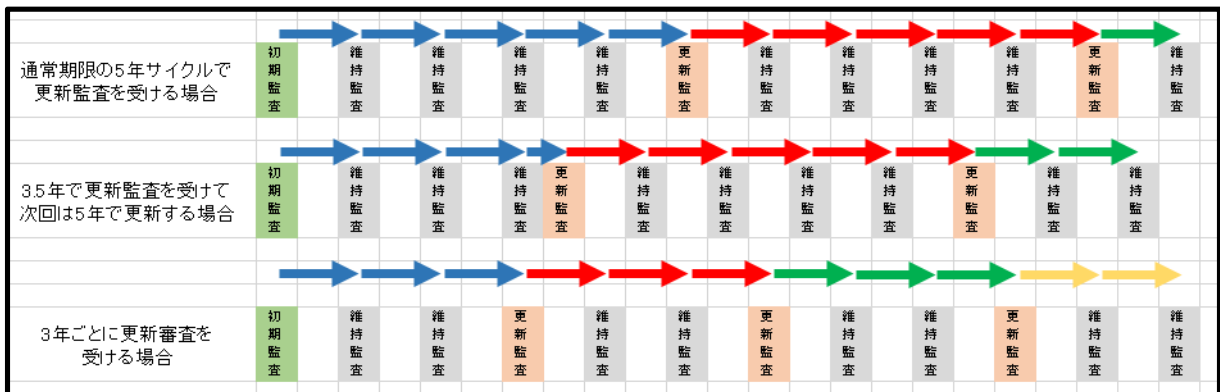 通常期限の5年サイクルで
更新監査を受ける場合
初期監査
維持監査
維持監査
維持監査
維持監査
更新監査
維持監査
維持監査
維持監査
維持監査
更新監査
維持監査
3.5年で更新監査を受けて
次回は5年で更新する場合
初期監査
維持監査
維持監査
維持監査
更新監査
維持監査
維持監査
維持監査
維持監査
更新監査
維持監査
維持監査
3年ごとに更新審査を
受ける場合
初期監査
維持監査
維持監査
更新監査
維持監査
維持監査
更新監査
維持監査
維持監査
更新監査
維持監査
維持監査